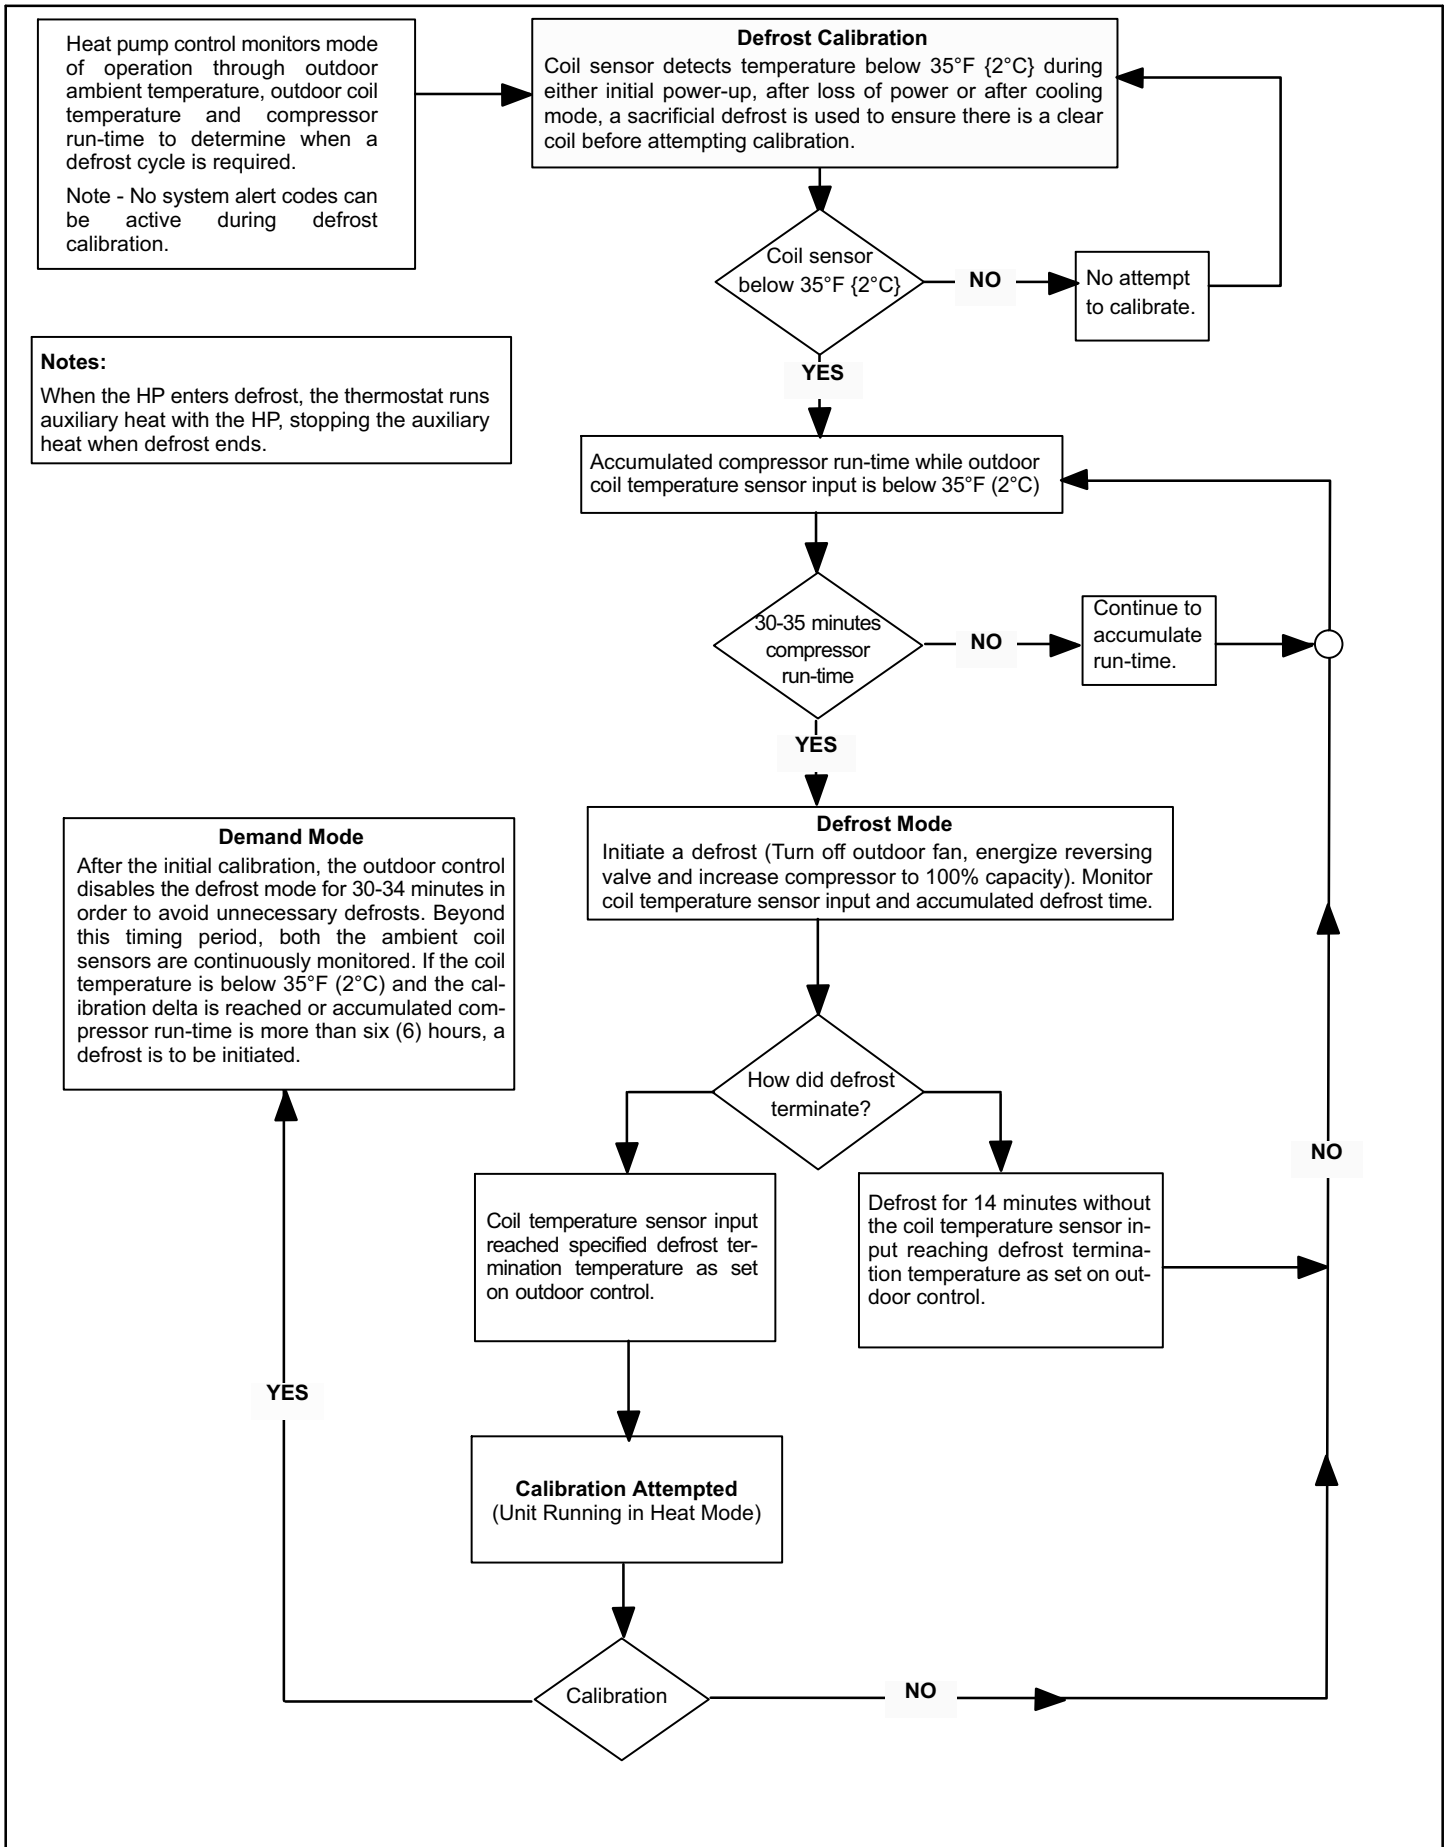 Heat pump control monitors mode
of operation through outdoor
ambient temperature, outdoor coil
temperature and compressor
run-time to determine when a
defrost cycle is required.
Note - No system alert codes can
be active during defrost
calibration.
Defrost Calibration
Coil sensor detects temperature below 35°F {2°C} during
either initial power-up, after loss of power or after cooling
mode, a sacrificial defrost is used to ensure there is a clear
coil before attempting calibration.
Coil sensor
below 35°F {2°C}
NO
No attempt
to calibrate.
Notes:
When the HP enters defrost, the thermostat runs
auxiliary heat with the HP, stopping the auxiliary
heat when defrost ends.
YES
Accumulated compressor run-time while outdoor
coil temperature sensor input is below 35°F (2°C)
30-35 minutes
compressor
run-time
NO
Continue to
accumulate
run-time.
YES
Defrost Mode
Initiate a defrost (Turn off outdoor fan, energize reversing
valve and increase compressor to 100% capacity). Monitor
coil temperature sensor input and accumulated defrost time.
Demand Mode
After the initial calibration, the outdoor control
disables the defrost mode for 30-34 minutes in
order to avoid unnecessary defrosts. Beyond
this timing period, both the ambient coil
sensors are continuously monitored. If the coil
temperature is below 35°F (2°C) and the cal-
ibration delta is reached or accumulated com-
pressor run-time is more than six (6) hours, a
defrost is to be initiated.
How did defrost
terminate?
NO
Coil temperature sensor input
reached specified defrost ter-
mination temperature as set
on outdoor control.
Defrost for 14 minutes without
the coil temperature sensor in-
put reaching defrost termina-
tion temperature as set on out-
door control.
YES
Calibration Attempted
(Unit Running in Heat Mode)
Calibration
NO